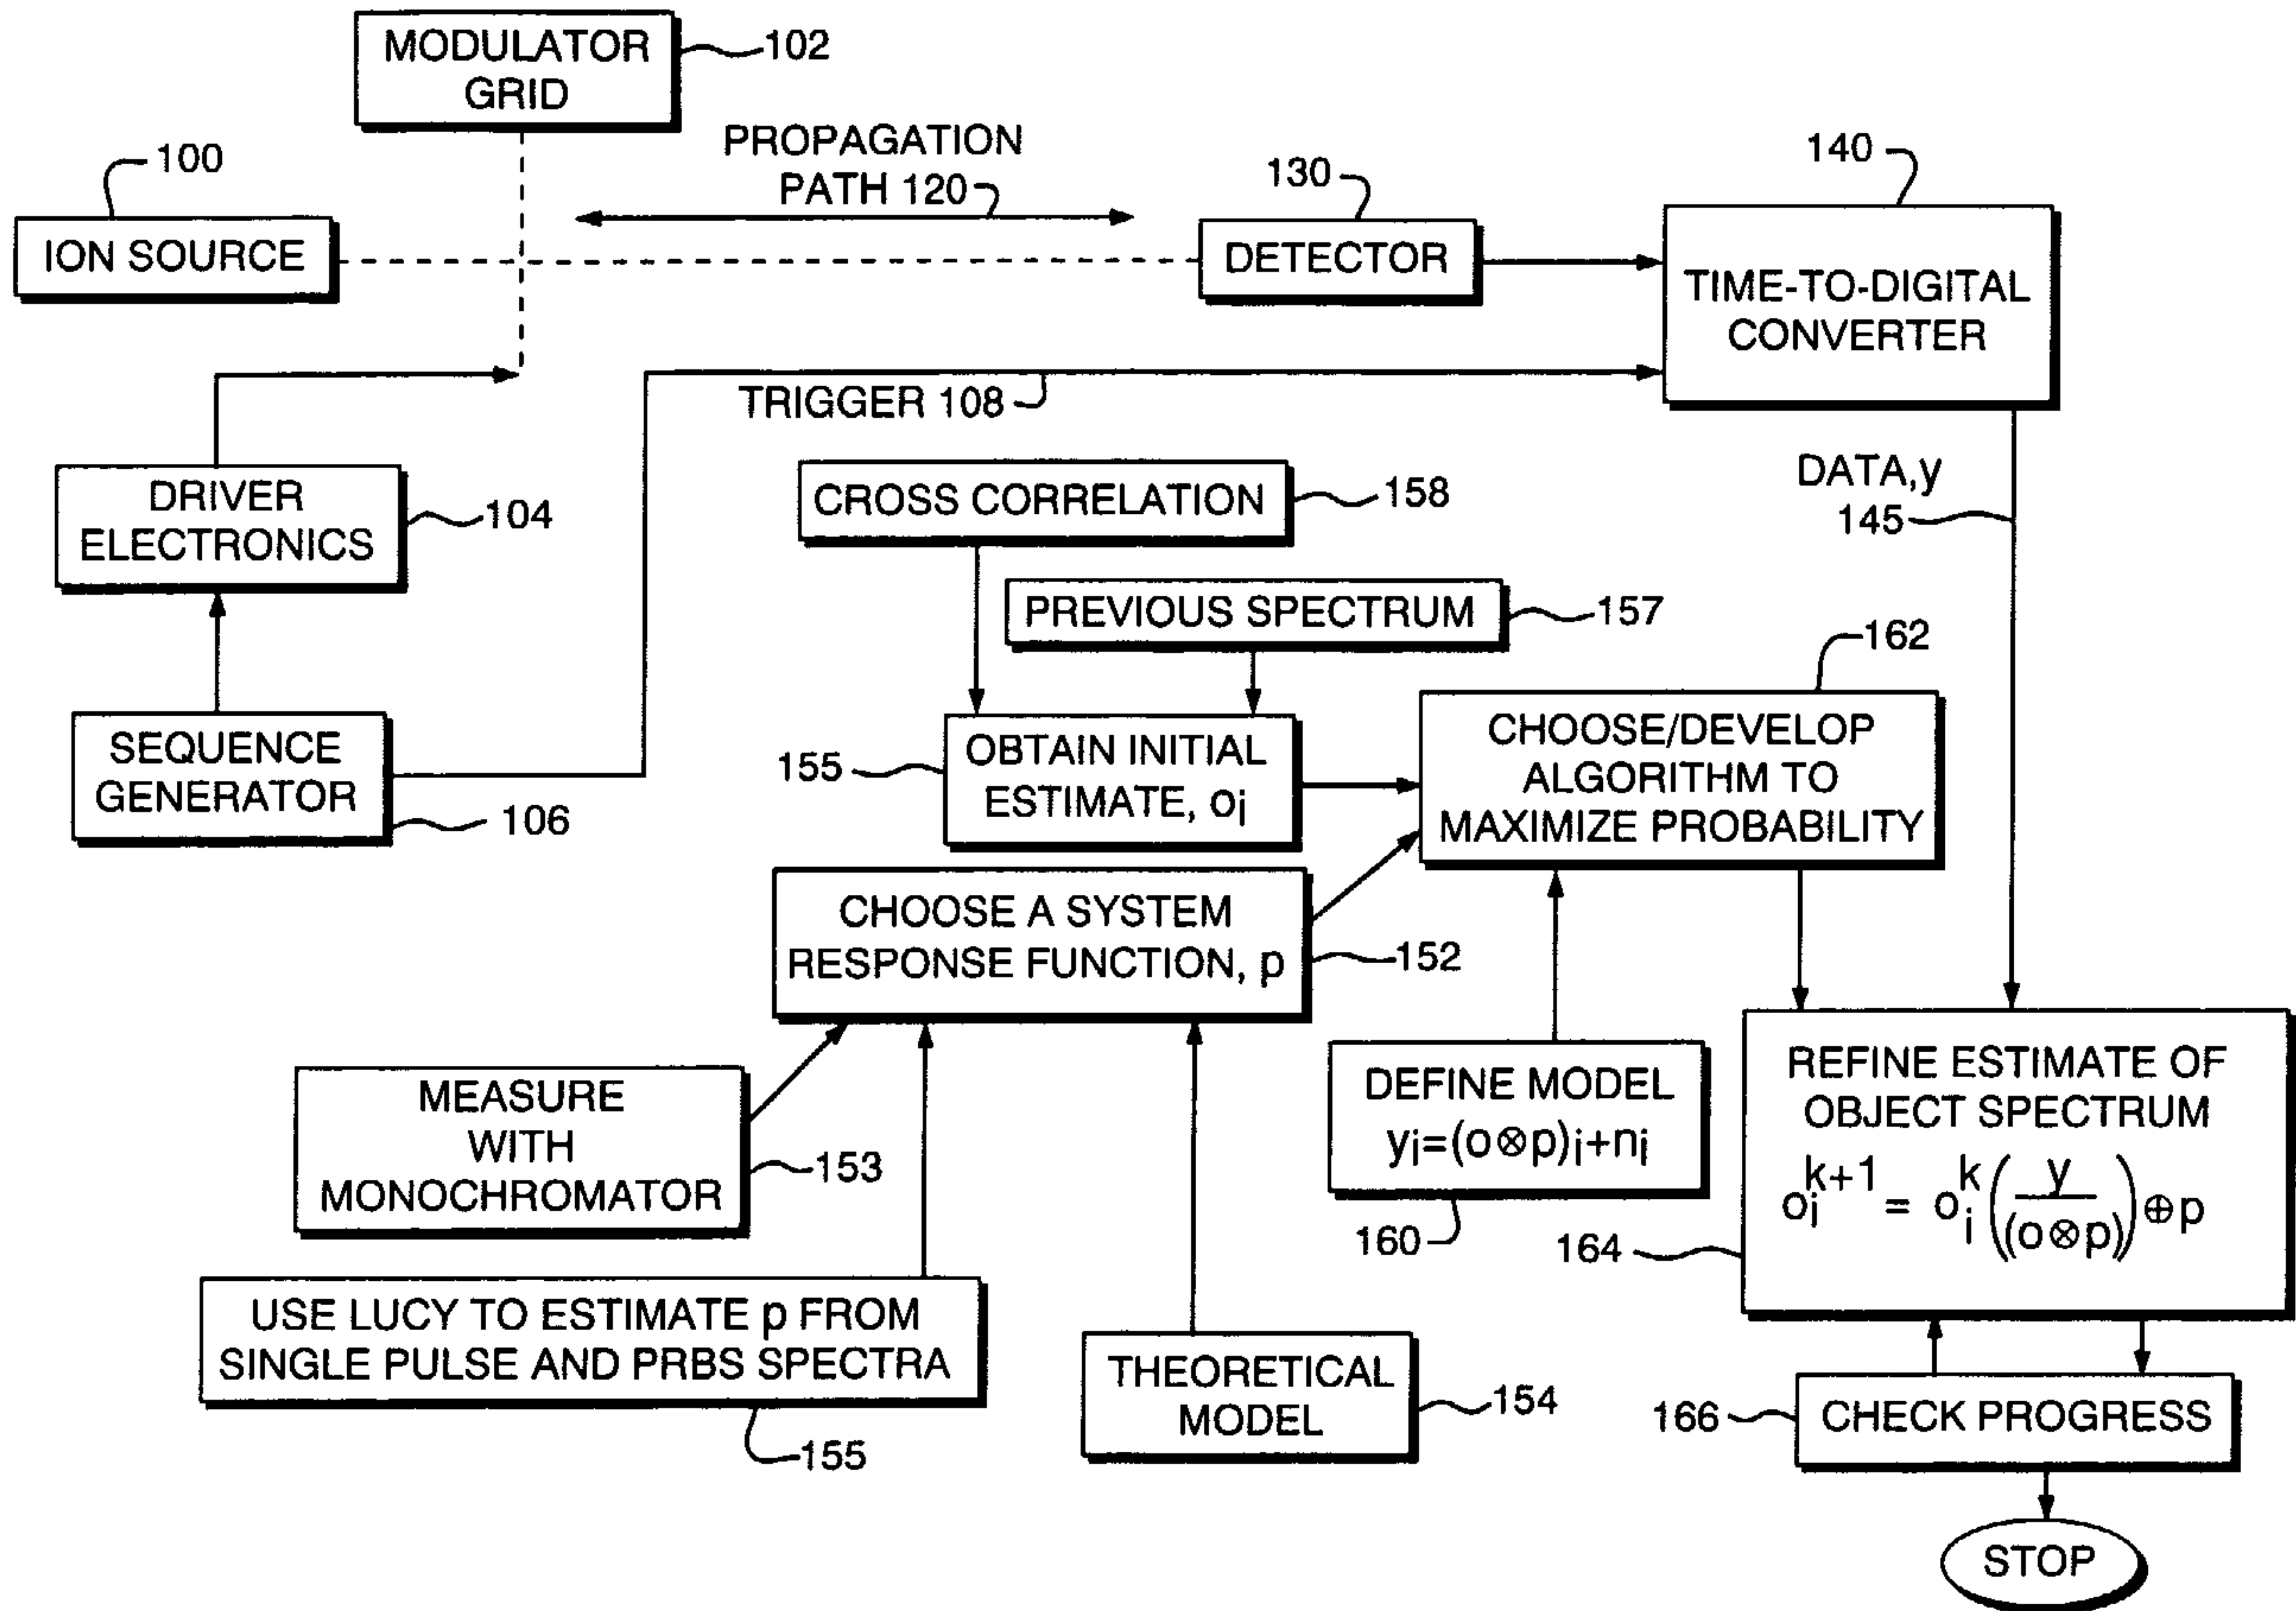 MODULATOR
GRID
102
100
ION SOURCE
PROPAGATION
PATH 120
130
DETECTOR
140
TIME-TO-DIGITAL
CONVERTER
TRIGGER 108
DRIVER
ELECTRONICS
104
DATA,y
145
CROSS CORRELATION
158
PREVIOUS SPECTRUM
157
SEQUENCE
GENERATOR
106
155
OBTAIN INITIAL
ESTIMATE, oᵢ
162
CHOOSE/DEVELOP
ALGORITHM TO
MAXIMIZE PROBABILITY
CHOOSE A SYSTEM
RESPONSE FUNCTION, p
152
MEASURE
WITH
MONOCHROMATOR
153
DEFINE MODEL
yᵢ=(o⊗p)ᵢ+nᵢ
160
REFINE ESTIMATE OF
OBJECT SPECTRUM
oᵢ^{k+1} = oᵢ^k (y/(o⊗p))⊕p
164
USE LUCY TO ESTIMATE p FROM
SINGLE PULSE AND PRBS SPECTRA
155
THEORETICAL
MODEL
154
166
CHECK PROGRESS
STOP